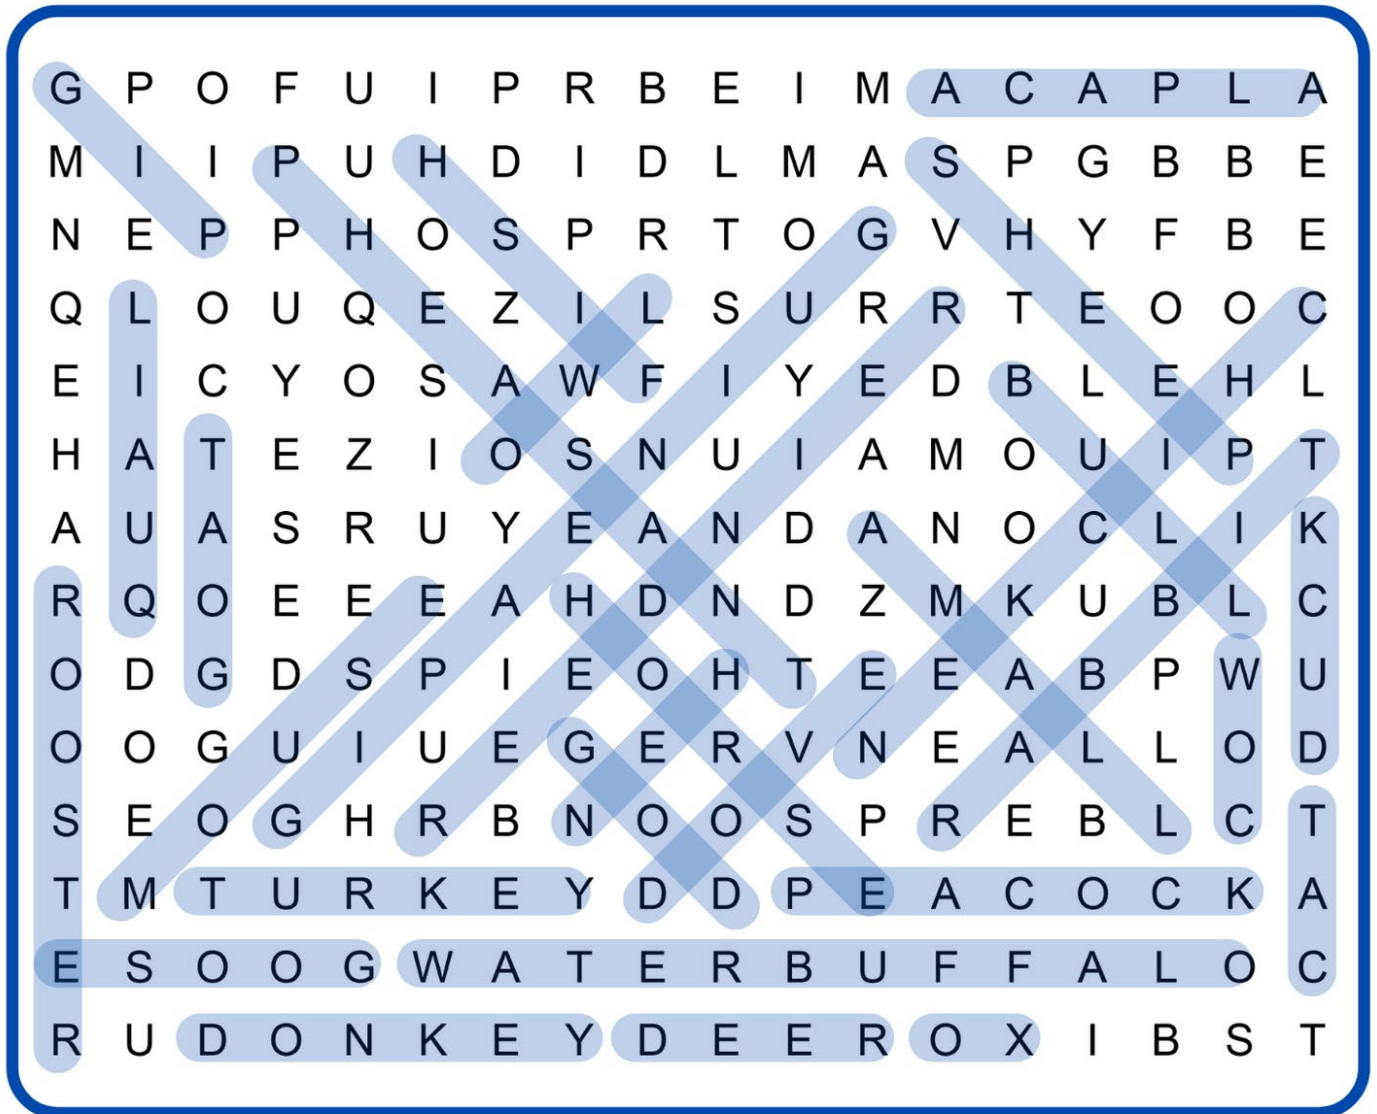 G P O F U I P R B E I M A C A P L A
M I I P U H D I D L M A S P G B B E
N E P P H O S P R T O G V H Y F B E
Q L O U Q E Z I L S U R R T E O O C
E I C Y O S A W F I Y E D B L E H L
H A T E Z I O S N U I A M O U I P T
A U A S R U Y E A N D A N O C L I K
R Q O E E E A H D N D Z M K U B L C
O D G D S P I E O H T E E A B P W U
O O G U I U E G E R V N E A L L O D
S E O G H R B N O O S P R E B L C T
T M T U R K E Y D D P E A C O C K A
E S O O G W A T E R B U F F A L O C
R U D O N K E Y D E E R O X I B S T